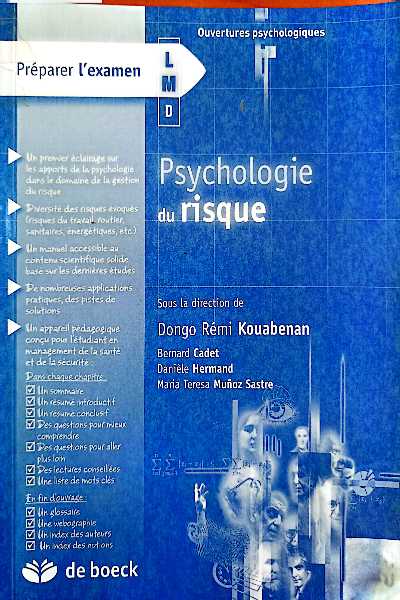 Ouvertures psychologiques
Préparer l'examen
L
M
D
Un premier éclairage sur
les apports de la psychologie
dans le domaine de la gestion
du risque
Diversité des risques évoqués
(risques du travail, routier,
sanitaires, énergétiques, etc.)
Un manuel accessible au
contenu scientifique solide
basé sur les dernières études
De nombreuses applications
pratiques, des pistes de
solutions
Un appareil pédagogique
conçu pour l'étudiant en
management de la santé
et de la sécurité :
Dans chaque chapitre :
Un sommaire
Un résumé introductif
Un résumé conclusif
Des questions pour mieux
comprendre
Des questions pour aller
plus loin
Des lectures conseillées
Une liste de mots clés
En fin d'ouvrage :
Un glossaire
Une webographie
Un index des auteurs
Un index des notions
Psychologie
du risque
Sous la direction de
Dongo Rémi Kouabenan
Bernard Cadet
Danièle Hermand
Maria Teresa Muñoz Sastre
de boeck